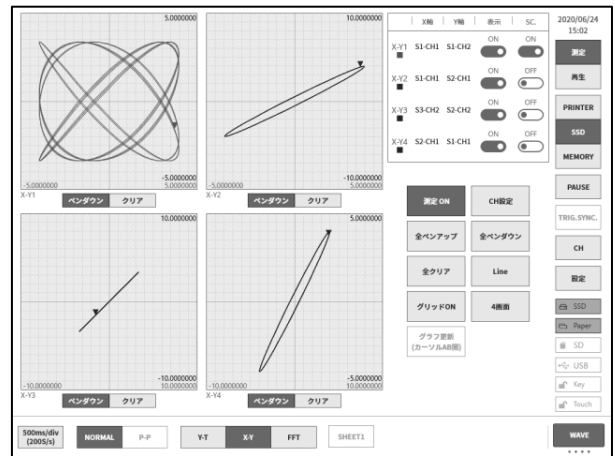 5.0000000
-5.0000000
-5.0000000
5.0000000
X-Y1
ペンダウン
クリア
10.0000000
-10.0000000
-5.0000000
5.0000000
X-Y2
ペンダウン
クリア
10.0000000
-10.0000000
-10.0000000
10.0000000
X-Y3
ペンダウン
クリア
5.0000000
-5.0000000
-10.0000000
10.0000000
X-Y4
ペンダウン
クリア
X軸 Y軸 表示 SC.
X-Y1 S1-CH1 S1-CH2 ON ON
X-Y2 S1-CH1 S2-CH1 ON OFF
X-Y3 S3-CH2 S2-CH2 ON OFF
X-Y4 S2-CH1 S1-CH1 ON OFF
測定 ON
CH設定
全ペンアップ
全ペンダウン
全クリア
Line
グリッドON
4画面
グラフ更新
(カーソルAB間)
2020/06/24
15:02
測定
再生
PRINTER
SSD
MEMORY
PAUSE
TRIG.SYNC.
CH
設定
SSD
Paper
SD
USB
Key
Touch
500ms/div
(200S/s)
NORMAL
P-P
Y-T
X-Y
FFT
SHEET1
WAVE